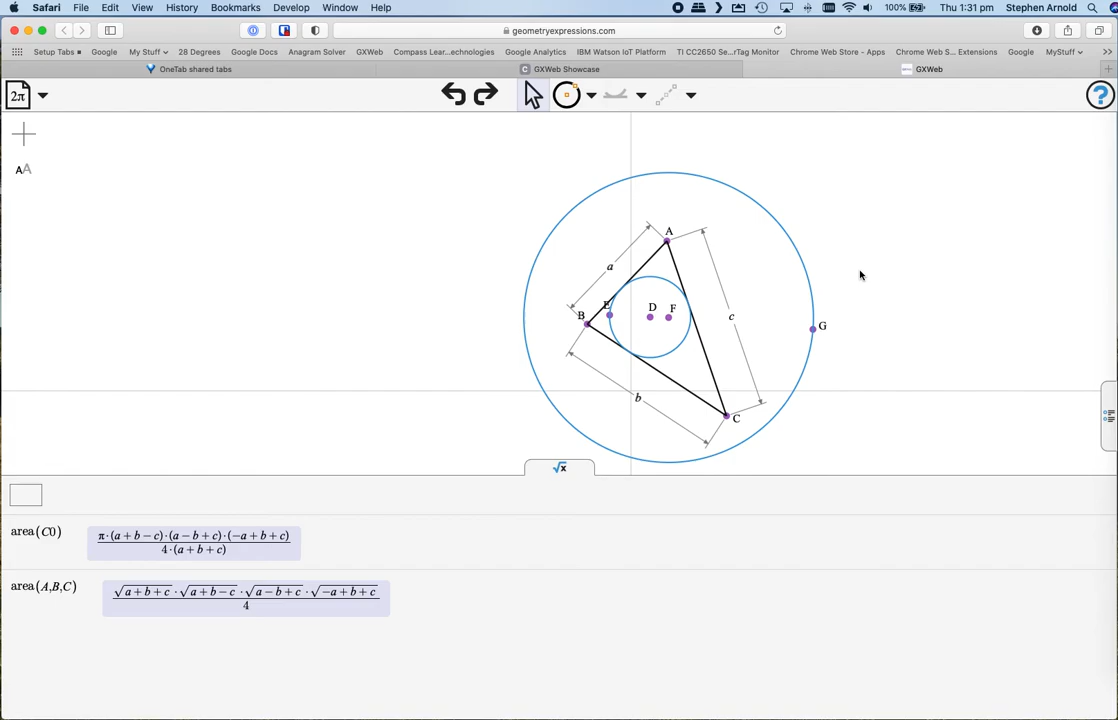 Safari File Edit View History Bookmarks Develop Window Help 100% Thu 1:31 pm Stephen Arnold
geometryexpressions.com
Setup Tabs My Stuff 28 Degrees Google Docs Anagram Solver GXWeb Compass Lear...echnologies Google Analytics IBM Watson IoT Platform TI CC2650 Se...rTag Monitor Chrome Web Store - Apps Chrome Web S... Extensions Google MyStuff >>
OneTab shared tabs GXWeb Showcase GXWeb
2π ?
AA
A
a
E
D F
B
c
G
b
C
√x
area(C0) π·(a+b−c)·(a−b+c)·(−a+b+c)
4·(a+b+c)
area(A,B,C) √a+b+c·√a+b−c·√a−b+c·√−a+b+c
4